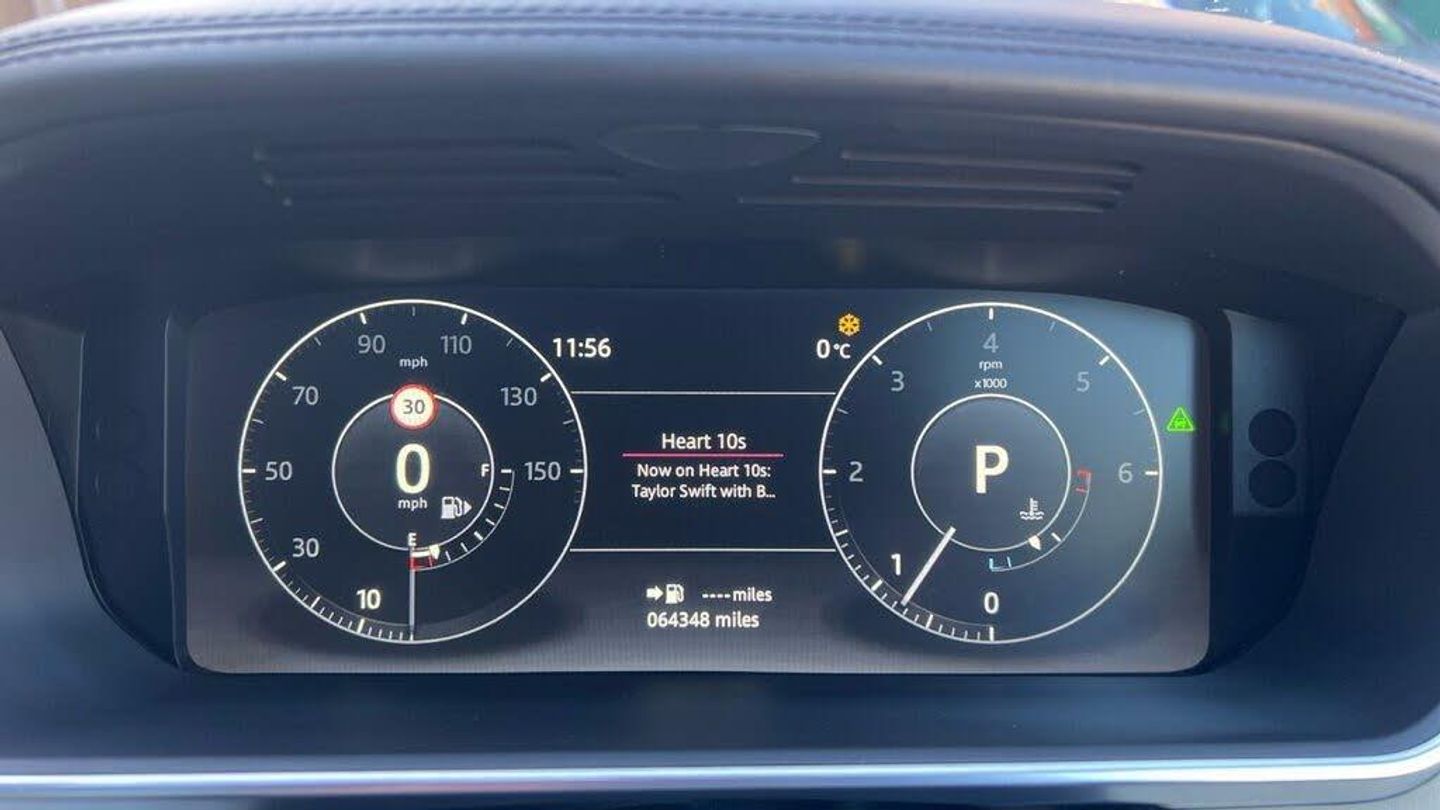 11:56
0°C
90
110
mph
70
130
30
50
0
mph
F
150
E
30
10
Heart 10s
Now on Heart 10s:
Taylor Swift with B...
---- miles
064348 miles
4
rpm
x1000
3
5
2
P
6
1
0